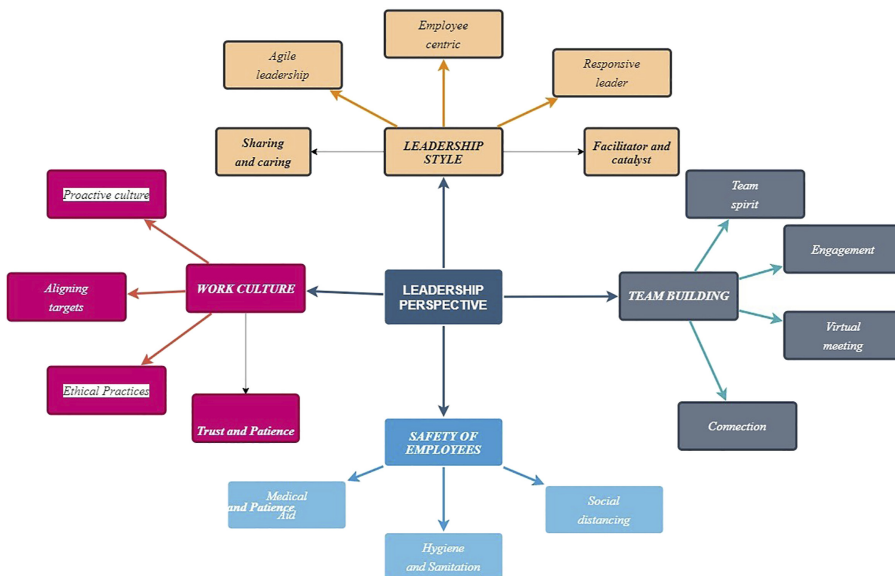 Employee
centric
Agile
leadership
Responsive
leader
Sharing
and caring
LEADERSHIP
STYLE
Facilitator and
catalyst
Team
spirit
Proactive culture
Engagement
Aligning
targets
WORK CULTURE
LEADERSHIP
PERSPECTIVE
TEAM BUILDING
Virtual
meeting
Ethical Practices
Trust and Patience
SAFETY OF
EMPLOYEES
Connection
Medical
and Patience
Aid
Social
distancing
Hygiene
and Sanitation